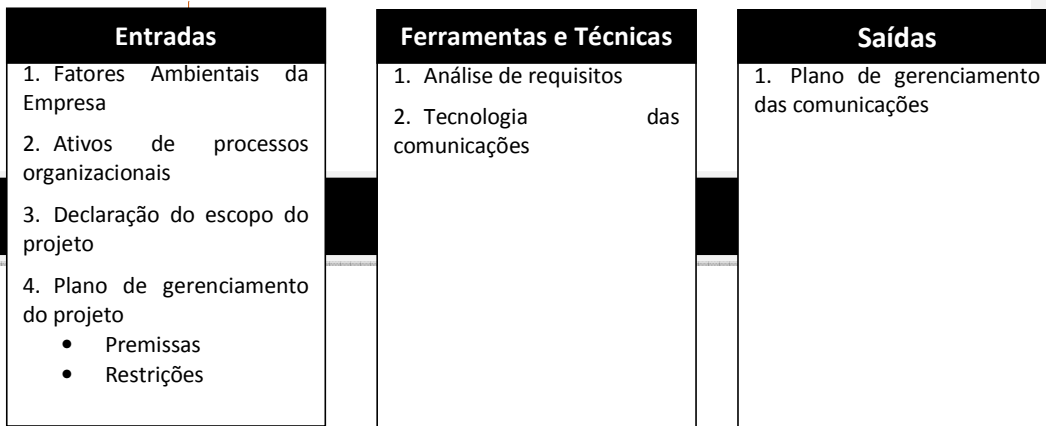 Entradas
1. Fatores Ambientais da
Empresa
2. Ativos de processos
organizacionais
3. Declaração do escopo do
projeto
4. Plano de gerenciamento
do projeto
• Premissas
• Restrições
Ferramentas e Técnicas
1. Análise de requisitos
2. Tecnologia das
comunicações
Saídas
1. Plano de gerenciamento
das comunicações